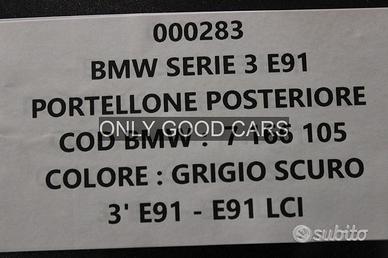 000283
BMW SERIE 3 E91
PORTELLONE POSTERIORE
ONLY GOOD CARS
COD BMW : 7 166 105
COLORE : GRIGIO SCURO
3' E91 - E91 LCI
subito